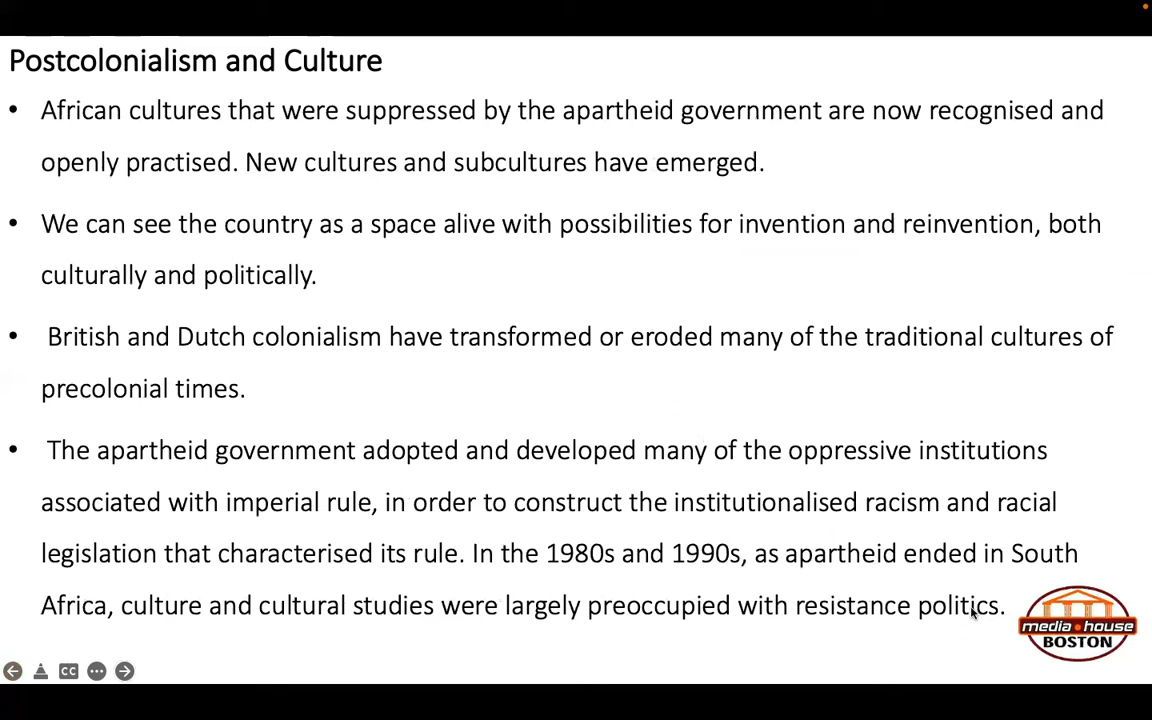 Postcolonialism and Culture
• African cultures that were suppressed by the apartheid government are now recognised and
openly practised. New cultures and subcultures have emerged.
• We can see the country as a space alive with possibilities for invention and reinvention, both
culturally and politically.
• British and Dutch colonialism have transformed or eroded many of the traditional cultures of
precolonial times.
• The apartheid government adopted and developed many of the oppressive institutions
associated with imperial rule, in order to construct the institutionalised racism and racial
legislation that characterised its rule. In the 1980s and 1990s, as apartheid ended in South
Africa, culture and cultural studies were largely preoccupied with resistance politics.
media•house
BOSTON
CC